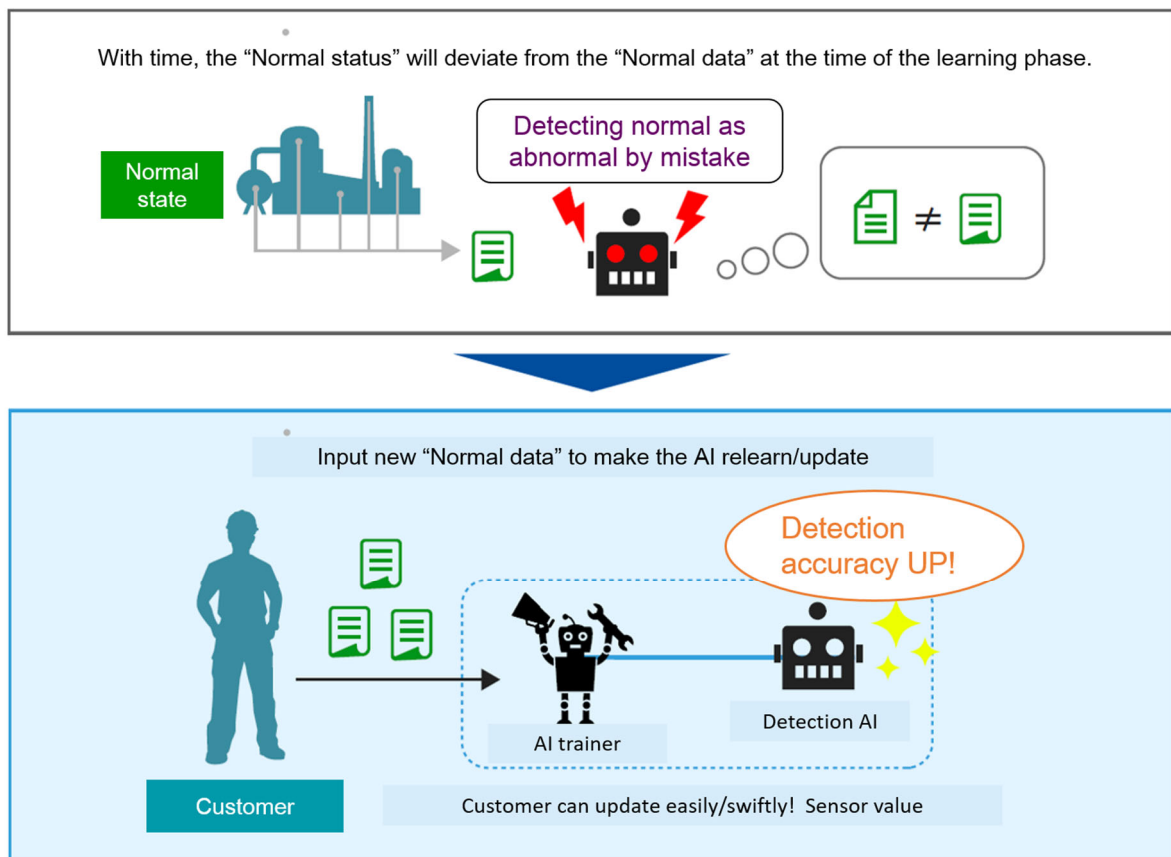 With time, the “Normal status” will deviate from the “Normal data” at the time of the learning phase.
Detecting normal as
abnormal by mistake
Normal
state
≠
Input new “Normal data” to make the AI relearn/update
Detection
accuracy UP!
AI trainer
Detection AI
Customer
Customer can update easily/swiftly! Sensor value